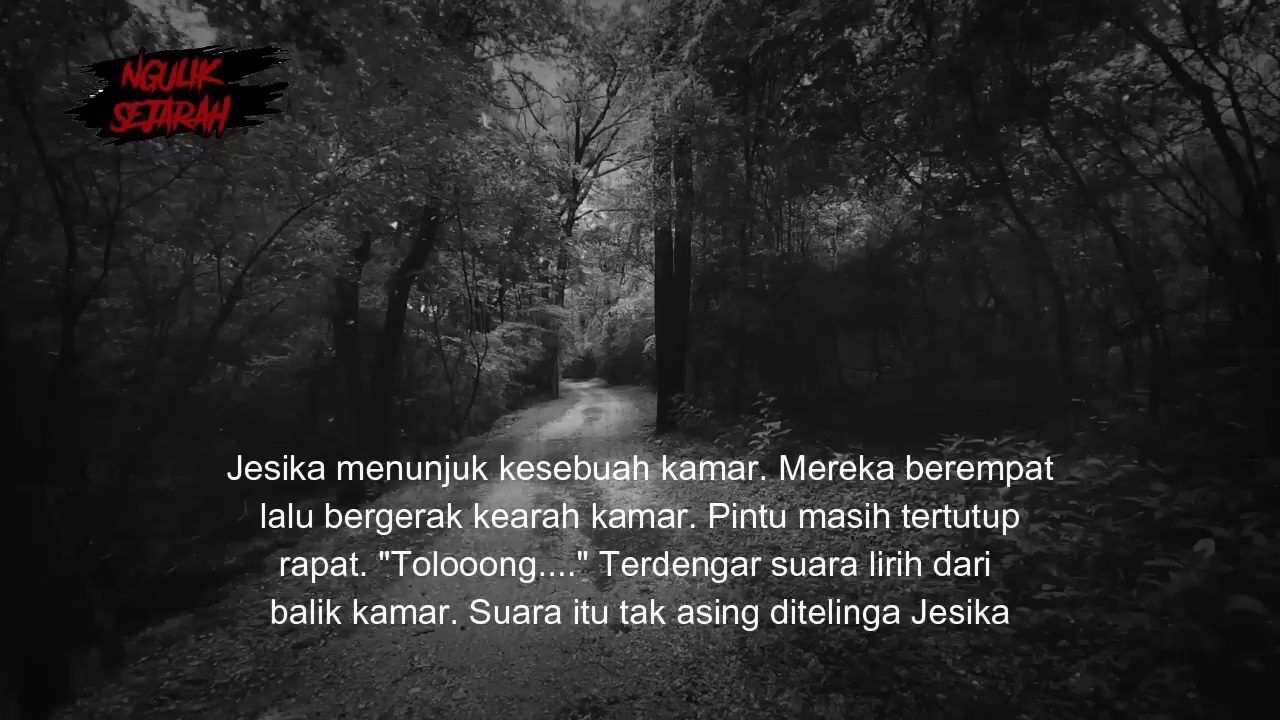 NGULIK
SEJARAH
Jesika menunjuk kesebuah kamar. Mereka berempat
lalu bergerak kearah kamar. Pintu masih tertutup
rapat. "Tolooong...." Terdengar suara lirih dari
balik kamar. Suara itu tak asing ditelinga Jesika